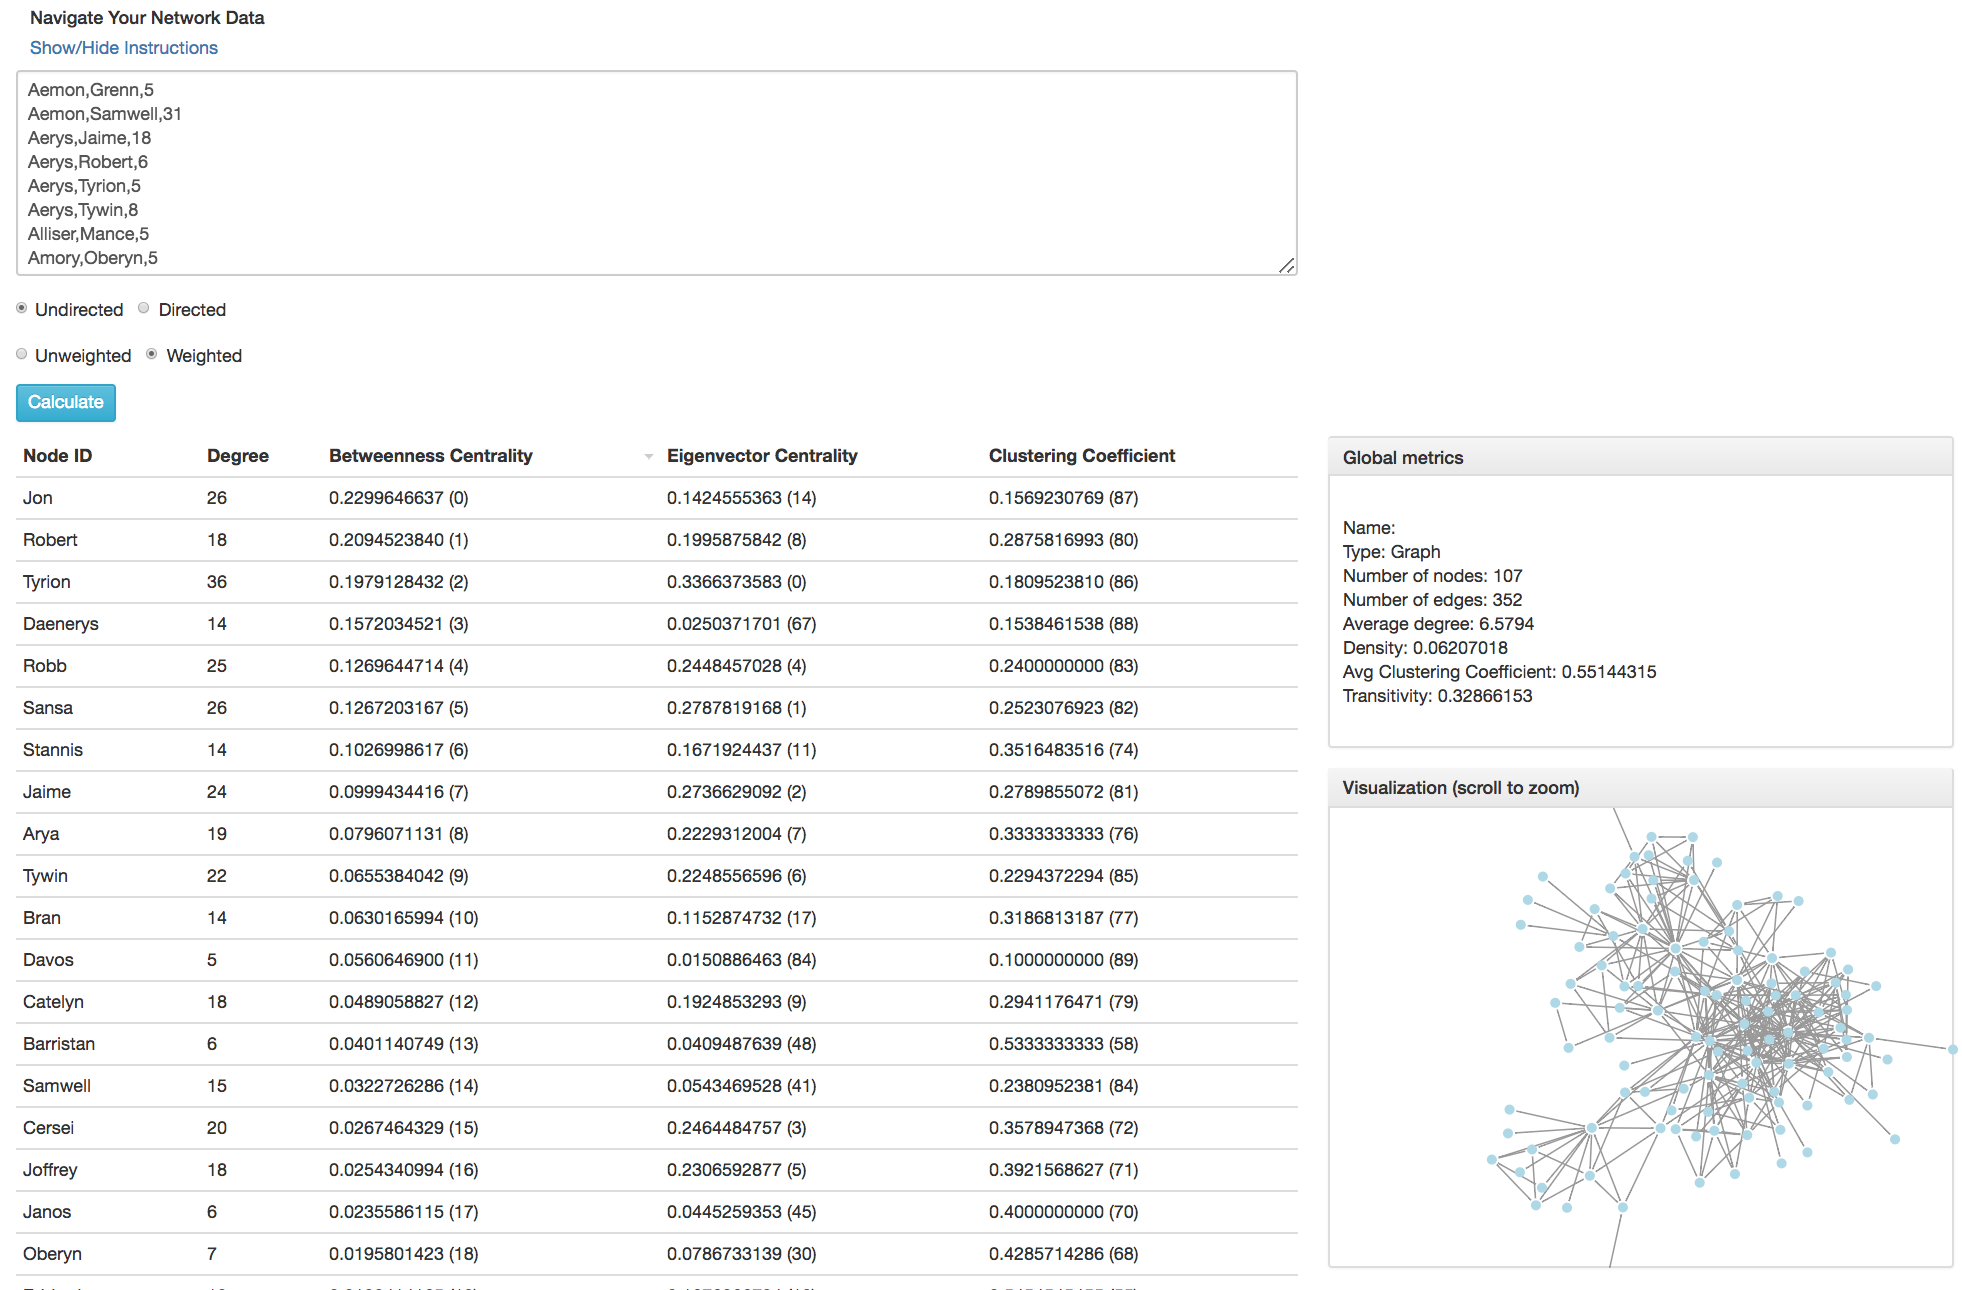 Navigate Your Network Data
Show/Hide Instructions
Aemon,Grenn,5
Aemon,Samwell,31
Aerys,Jaime,18
Aerys,Robert,6
Aerys,Tyrion,5
Aerys,Tywin,8
Alliser,Mance,5
Amory,Oberyn,5
Undirected Directed
Unweighted Weighted
Calculate
Node ID Degree Betweenness Centrality Eigenvector Centrality Clustering Coefficient
Jon 26 0.2299646637 (0) 0.1424555363 (14) 0.1569230769 (87)
Robert 18 0.2094523840 (1) 0.1995875842 (8) 0.2875816993 (80)
Tyrion 36 0.1979128432 (2) 0.3366373583 (0) 0.1809523810 (86)
Daenerys 14 0.1572034521 (3) 0.0250371701 (67) 0.1538461538 (88)
Robb 25 0.1269644714 (4) 0.2448457028 (4) 0.2400000000 (83)
Sansa 26 0.1267203167 (5) 0.2787819168 (1) 0.2523076923 (82)
Stannis 14 0.1026998617 (6) 0.1671924437 (11) 0.3516483516 (74)
Jaime 24 0.0999434416 (7) 0.2736629092 (2) 0.2789855072 (81)
Arya 19 0.0796071131 (8) 0.2229312004 (7) 0.3333333333 (76)
Tywin 22 0.0655384042 (9) 0.2248556596 (6) 0.2294372294 (85)
Bran 14 0.0630165994 (10) 0.1152874732 (17) 0.3186813187 (77)
Davos 5 0.0560646900 (11) 0.0150886463 (84) 0.1000000000 (89)
Catelyn 18 0.0489058827 (12) 0.1924853293 (9) 0.2941176471 (79)
Barristan 6 0.0401140749 (13) 0.0409487639 (48) 0.5333333333 (58)
Samwell 15 0.0322726286 (14) 0.0543469528 (41) 0.2380952381 (84)
Cersei 20 0.0267464329 (15) 0.2464484757 (3) 0.3578947368 (72)
Joffrey 18 0.0254340994 (16) 0.2306592877 (5) 0.3921568627 (71)
Janos 6 0.0235586115 (17) 0.0445259353 (45) 0.4000000000 (70)
Oberyn 7 0.0195801423 (18) 0.0786733139 (30) 0.4285714286 (68)
Global metrics
Name:
Type: Graph
Number of nodes: 107
Number of edges: 352
Average degree: 6.5794
Density: 0.06207018
Avg Clustering Coefficient: 0.55144315
Transitivity: 0.32866153
Visualization (scroll to zoom)